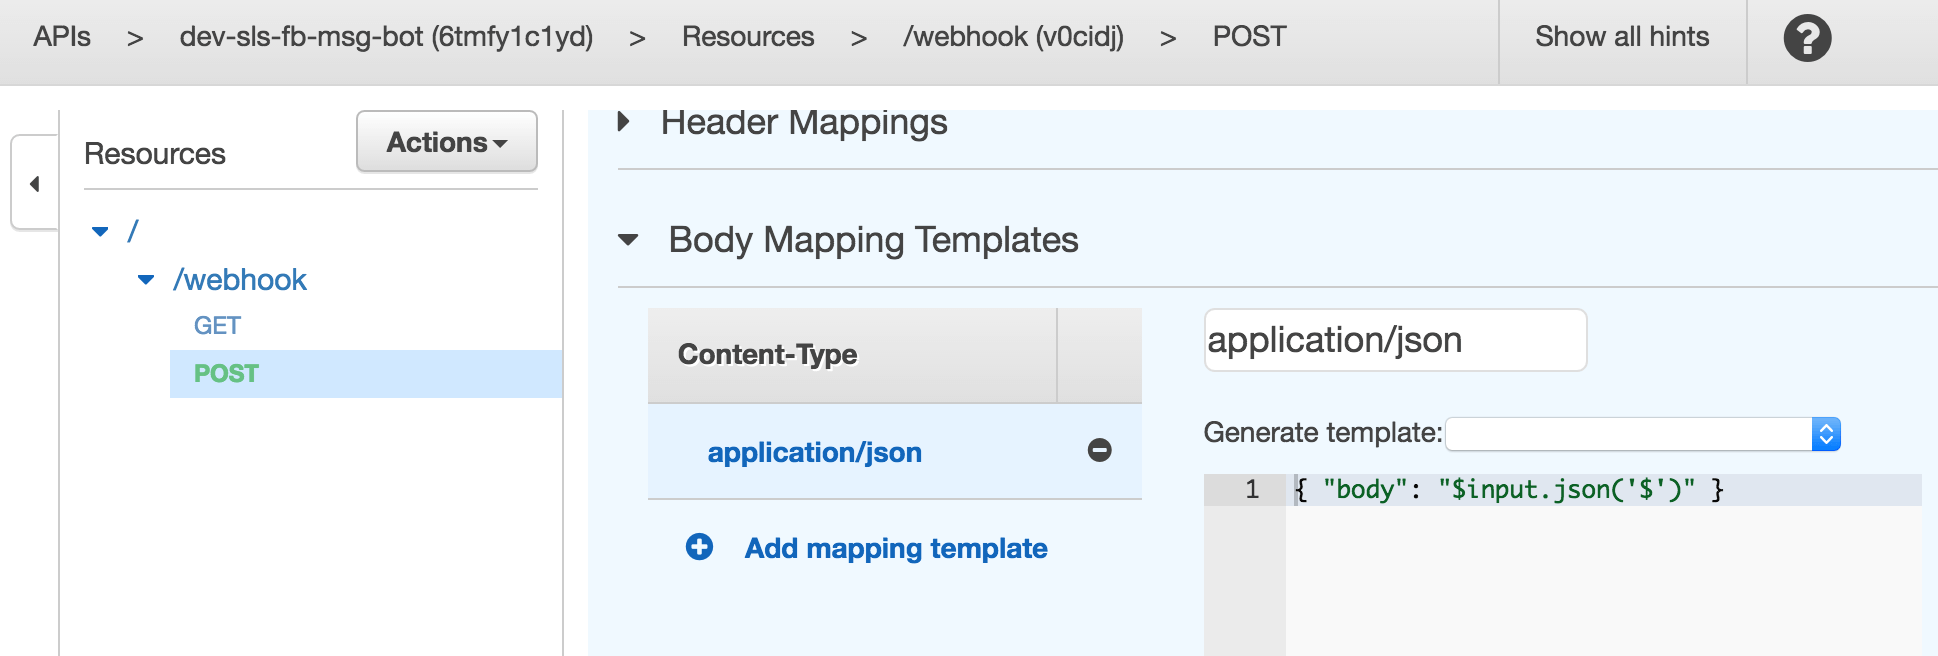 APIs > dev-sls-fb-msg-bot (6tmfy1c1yd) > Resources > /webhook (v0cidj) > POST Show all hints ?
Resources
Actions
/
/webhook
GET
POST
Header Mappings
Body Mapping Templates
Content-Type
application/json
Add mapping template
application/json
Generate template:
1 { "body": "$input.json('$')" }